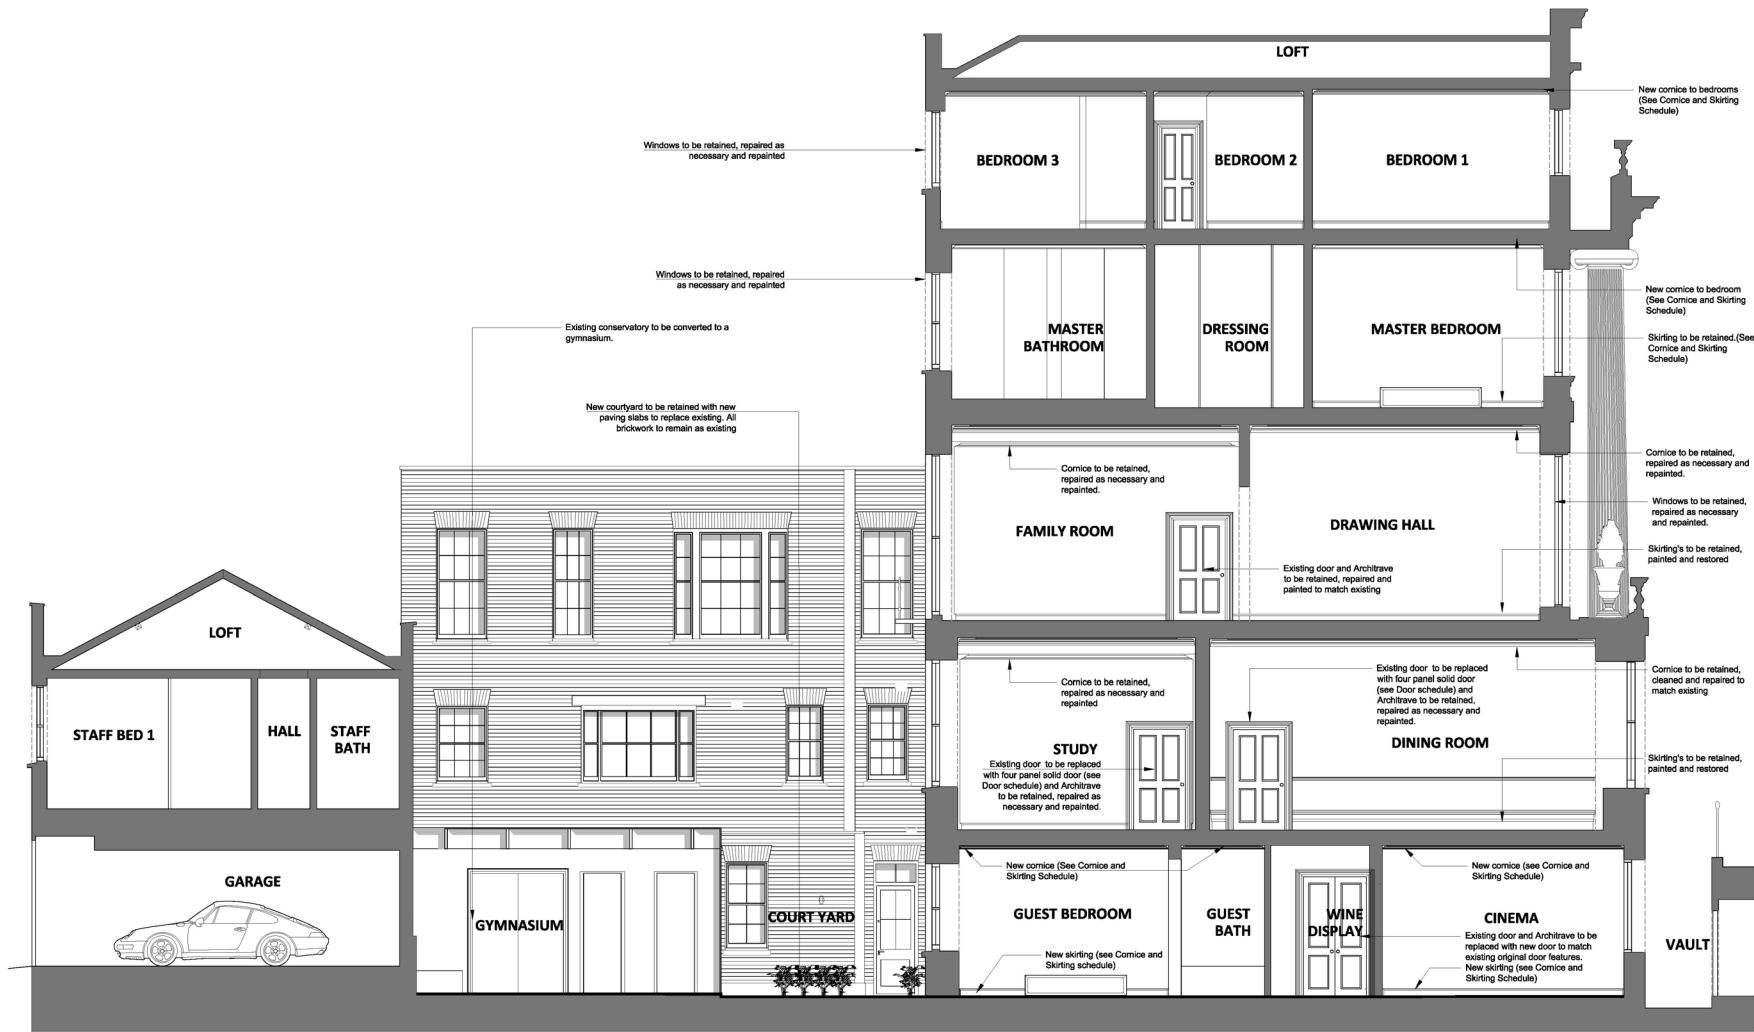 LOFT
New cornice to bedrooms
(See Cornice and Skirting
Schedule)
Windows to be retained, repaired as
necessary and repainted
BEDROOM 3
BEDROOM 2
BEDROOM 1
Windows to be retained, repaired
as necessary and repainted
New cornice to bedroom
(See Cornice and Skirting
Schedule)
Existing conservatory to be converted to a
gymnasium.
MASTER
BATHROOM
DRESSING
ROOM
MASTER BEDROOM
Skirting to be retained.(See
Cornice and Skirting
Schedule)
New courtyard to be retained with new
paving slabs to replace existing. All
brickwork to remain as existing
Cornice to be retained,
repaired as necessary and
repainted.
Cornice to be retained,
repaired as necessary and
repainted.
FAMILY ROOM
DRAWING HALL
Windows to be retained,
repaired as necessary
and repainted.
Existing door and Architrave
to be retained, repaired and
painted to match existing
Skirting's to be retained,
painted and restored
LOFT
Cornice to be retained,
repaired as necessary and
repainted
Existing door to be replaced
with four panel solid door
(see Door schedule) and
Architrave to be retained,
repaired as necessary and
repainted.
Cornice to be retained,
cleaned and repaired to
match existing
STAFF BED 1
HALL
STAFF
BATH
STUDY
Existing door to be replaced
with four panel solid door (see
Door schedule) and Architrave
to be retained, repaired as
necessary and repainted.
DINING ROOM
Skirting's to be retained,
painted and restored
GARAGE
New cornice (See Cornice and
Skirting Schedule)
New cornice (see Cornice and
Skirting Schedule)
GYMNASIUM
COURT YARD
GUEST BEDROOM
GUEST
BATH
WINE
DISPLAY
CINEMA
Existing door and Architrave to be
replaced with new door to match
existing original door features.
New skirting (see Cornice and
Skirting Schedule)
VAULT
New skirting (see Cornice and
Skirting schedule)